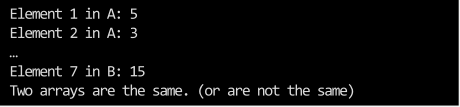 Element 1 in A: 5
Element 2 in A: 3
…
Element 7 in B: 15
Two arrays are the same. (or are not the same)